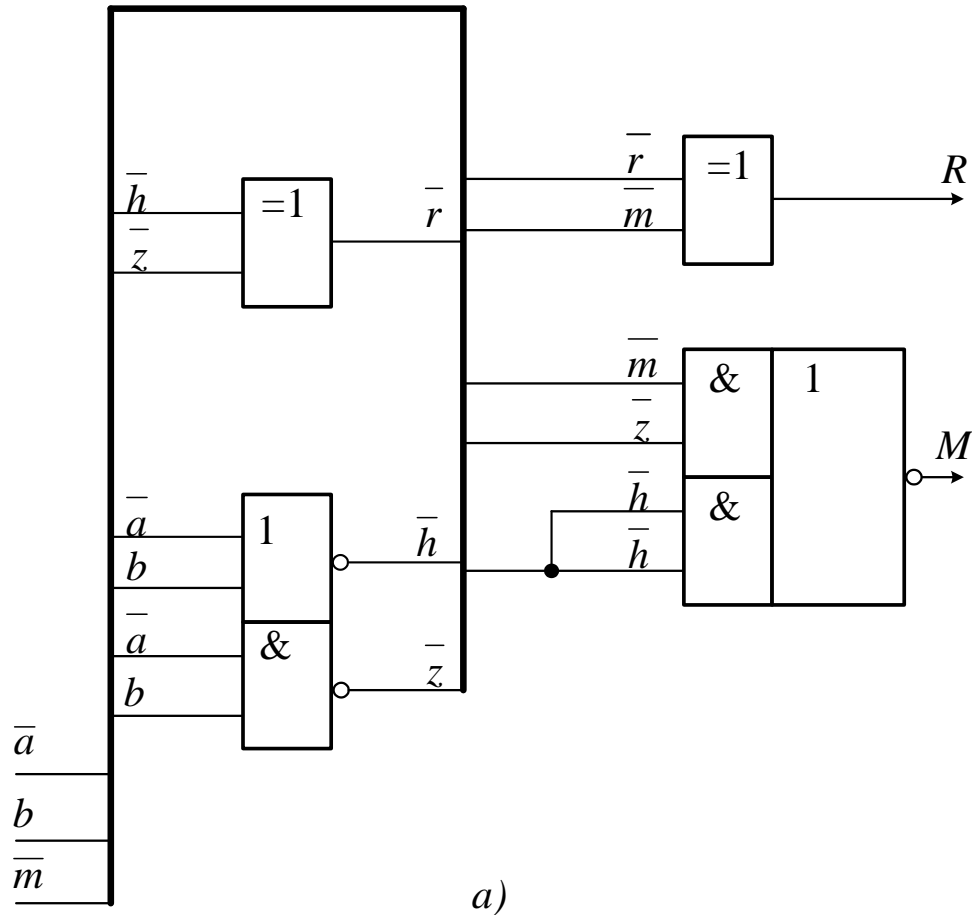 r̅
=1
R
m̅
h̅
=1
r̅
z̅
m̅
&
1
z̅
M
h̅
&
h̅
a̅
1
h̅
b
a̅
&
z̅
b
a̅
b
m̅
a)